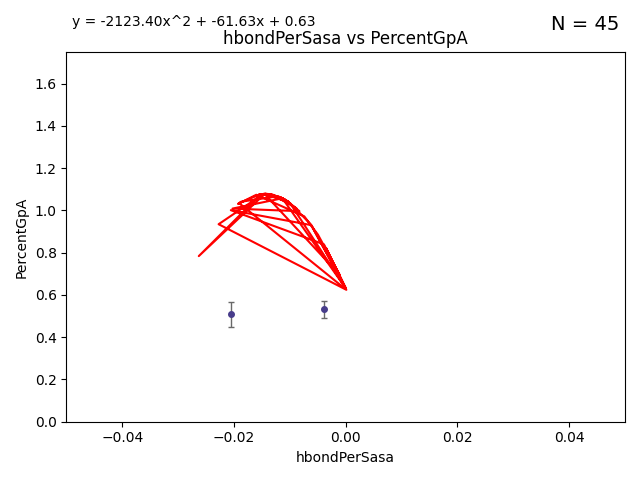 y = -2123.40x^2 + -61.63x + 0.63
N = 45
hbondPerSasa vs PercentGpA
PercentGpA
1.6
1.4
1.2
1.0
0.8
0.6
0.4
0.2
0.0
−0.04
−0.02
0.00
0.02
0.04
hbondPerSasa